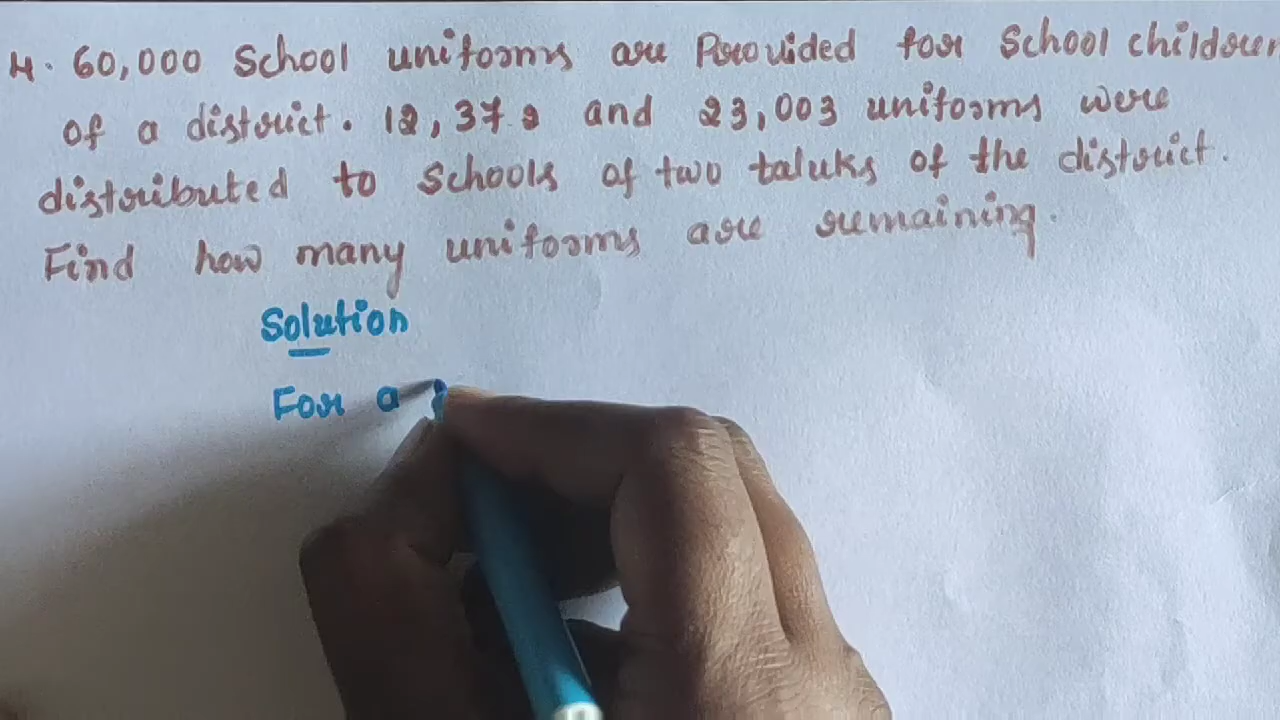 4. 60,000 School uniforms are Provided for School children
of a district. 12,37 and 23,003 uniforms were
distributed to schools of two taluks of the district.
Find how many uniforms are remaining.
Solution
For a